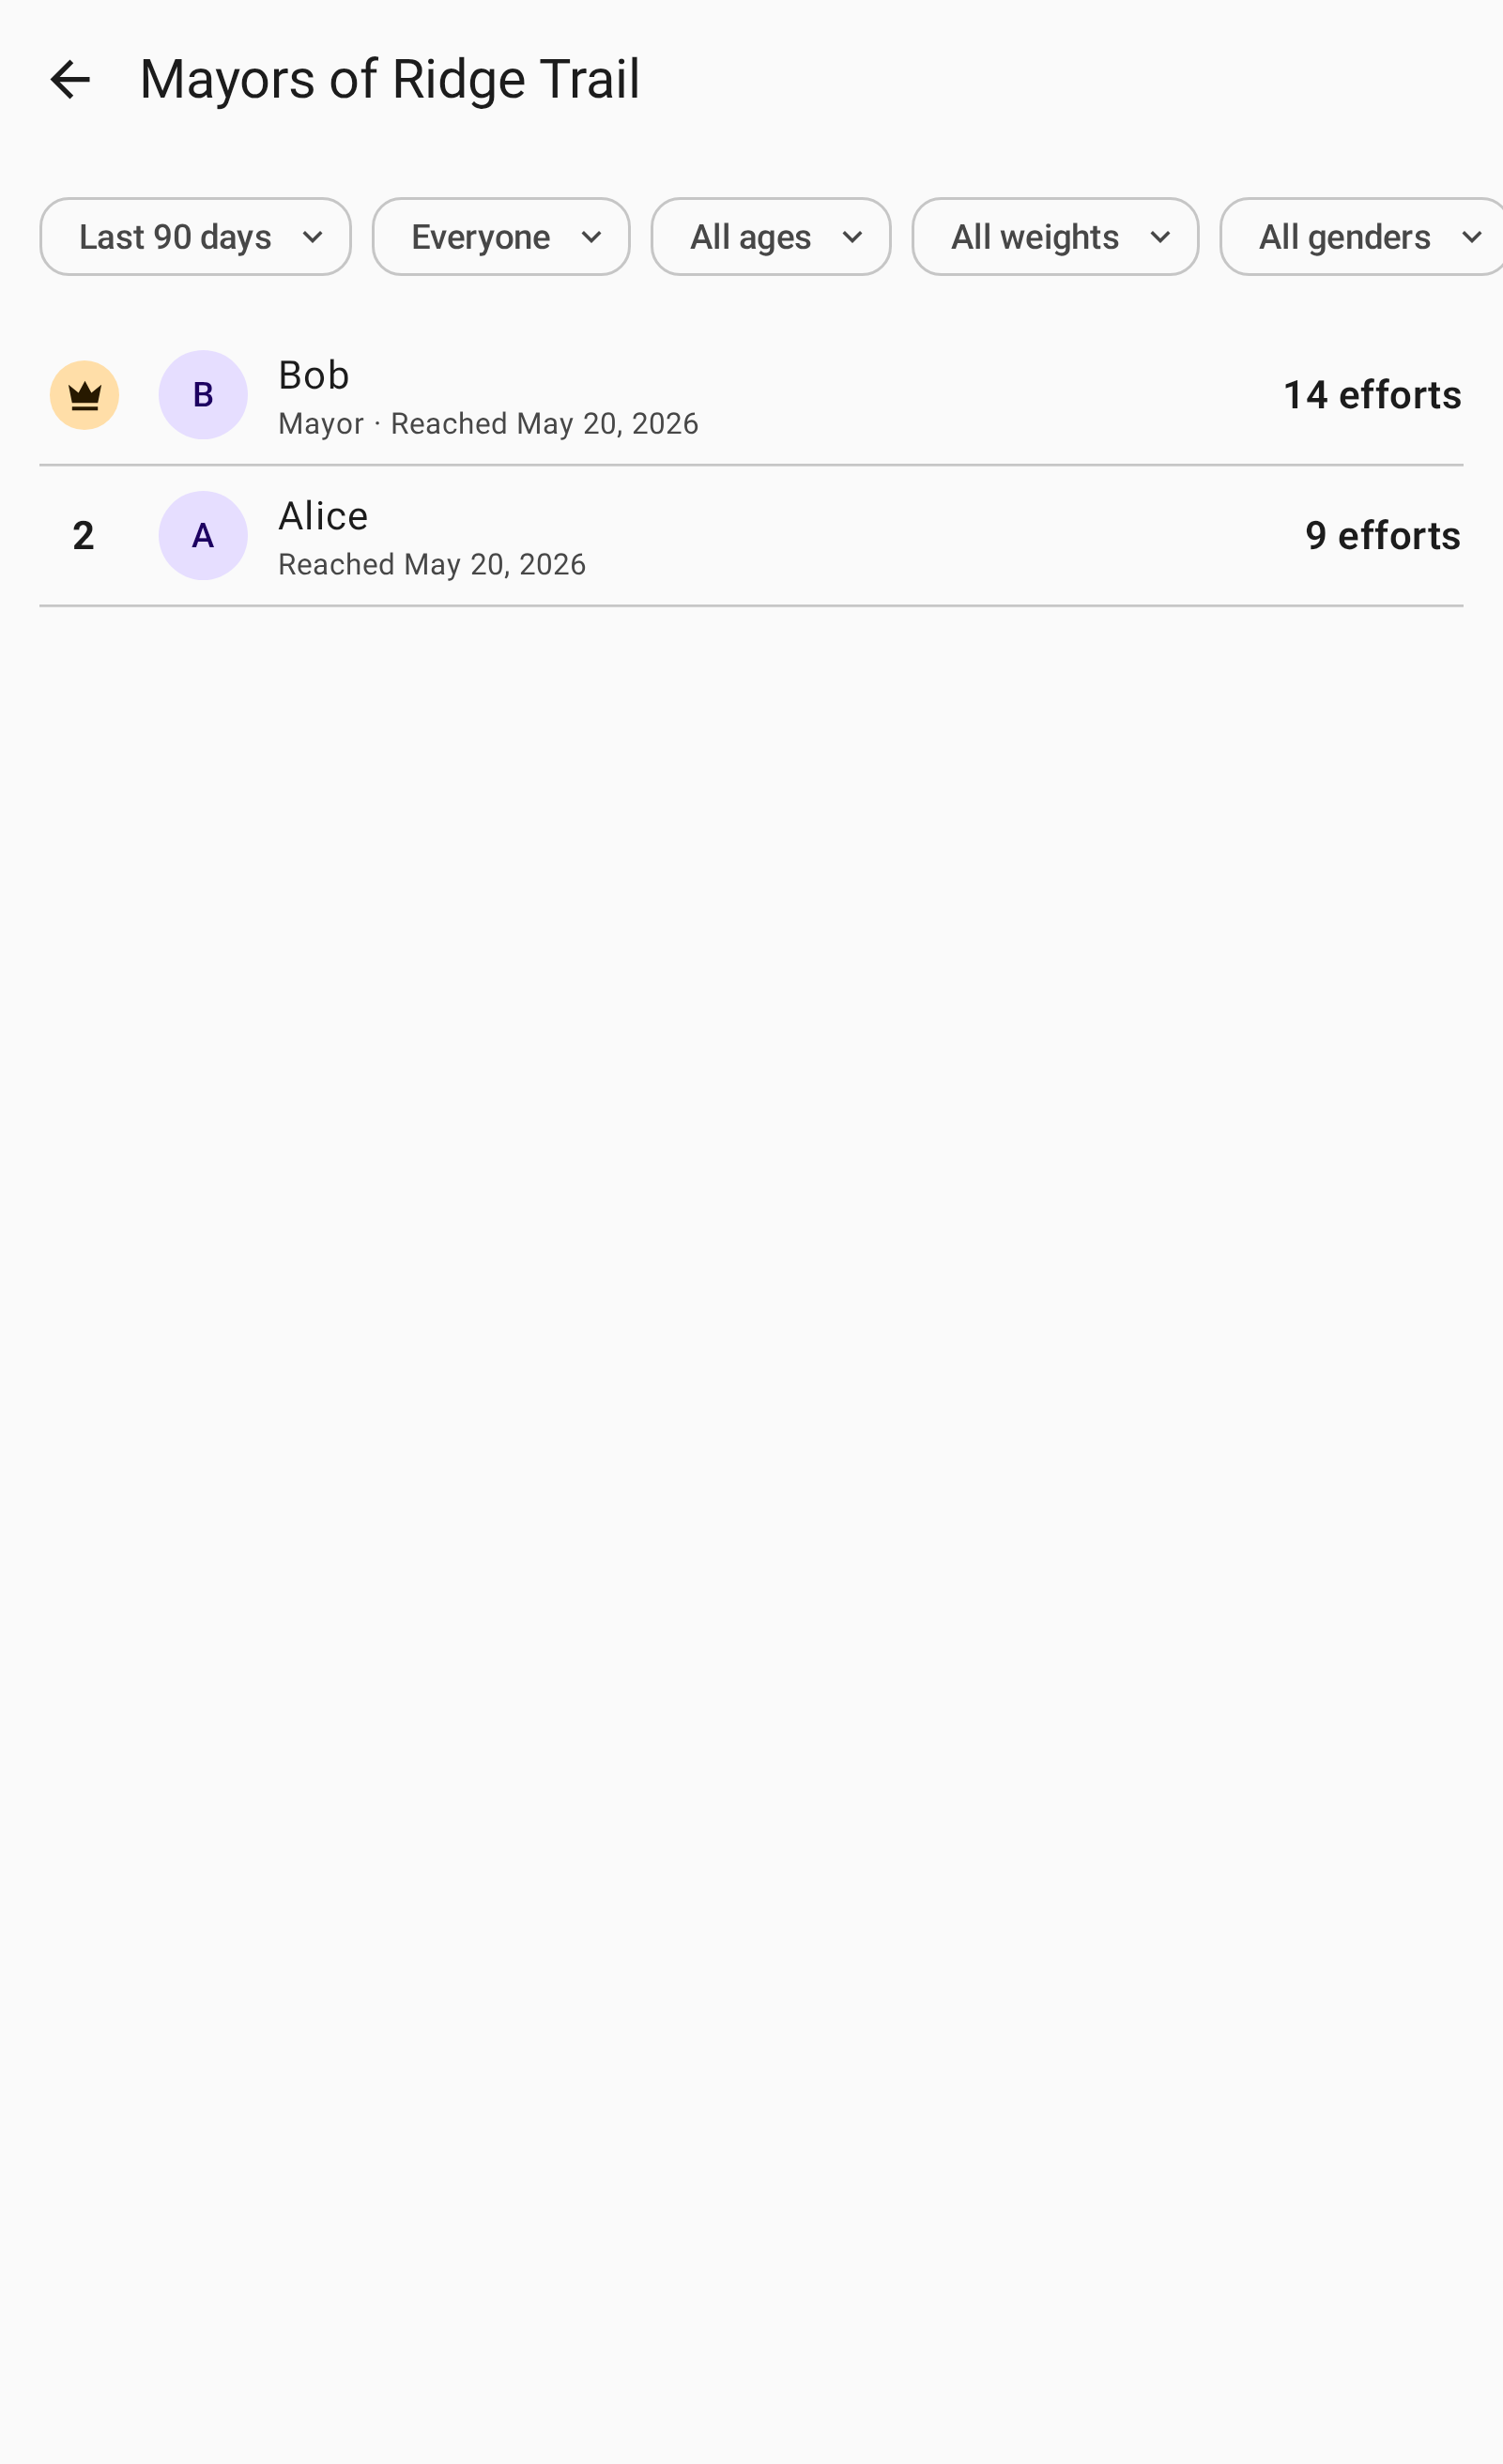 Mayors of Ridge Trail
Last 90 days Everyone All ages All weights All genders
B Bob 14 efforts
Mayor · Reached May 20, 2026
2 A Alice 9 efforts
Reached May 20, 2026